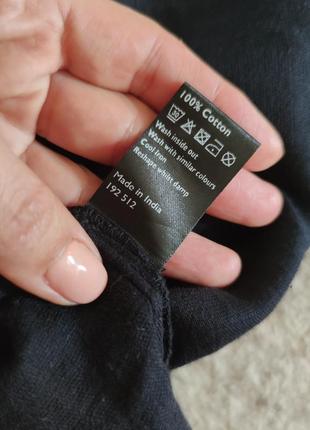 100% Cotton
30
Wash inside out
Wash with similar colours
Cool iron
Reshape whilst damp
Made in India
192 512